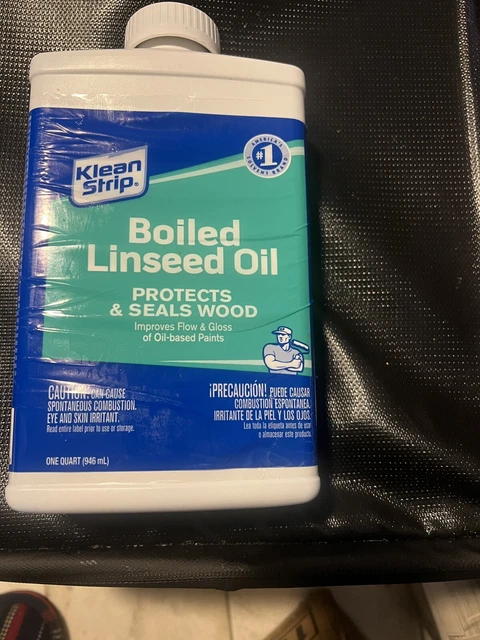 AMERICA'S
#1
SOLVENT BRAND
Klean
Strip®
Boiled
Linseed Oil
PROTECTS
& SEALS WOOD
Improves Flow & Gloss
of Oil-based Paints
CAUTION! CAN CAUSE
SPONTANEOUS COMBUSTION.
EYE AND SKIN IRRITANT.
Read entire label prior to use or storage.
¡PRECAUCIÓN! PUEDE CAUSAR
COMBUSTIÓN ESPONTÁNEA.
IRRITANTE DE LA PIEL Y LOS OJOS.
Lea toda la etiqueta antes de usar
o almacenar este producto.
ONE QUART (946 mL)